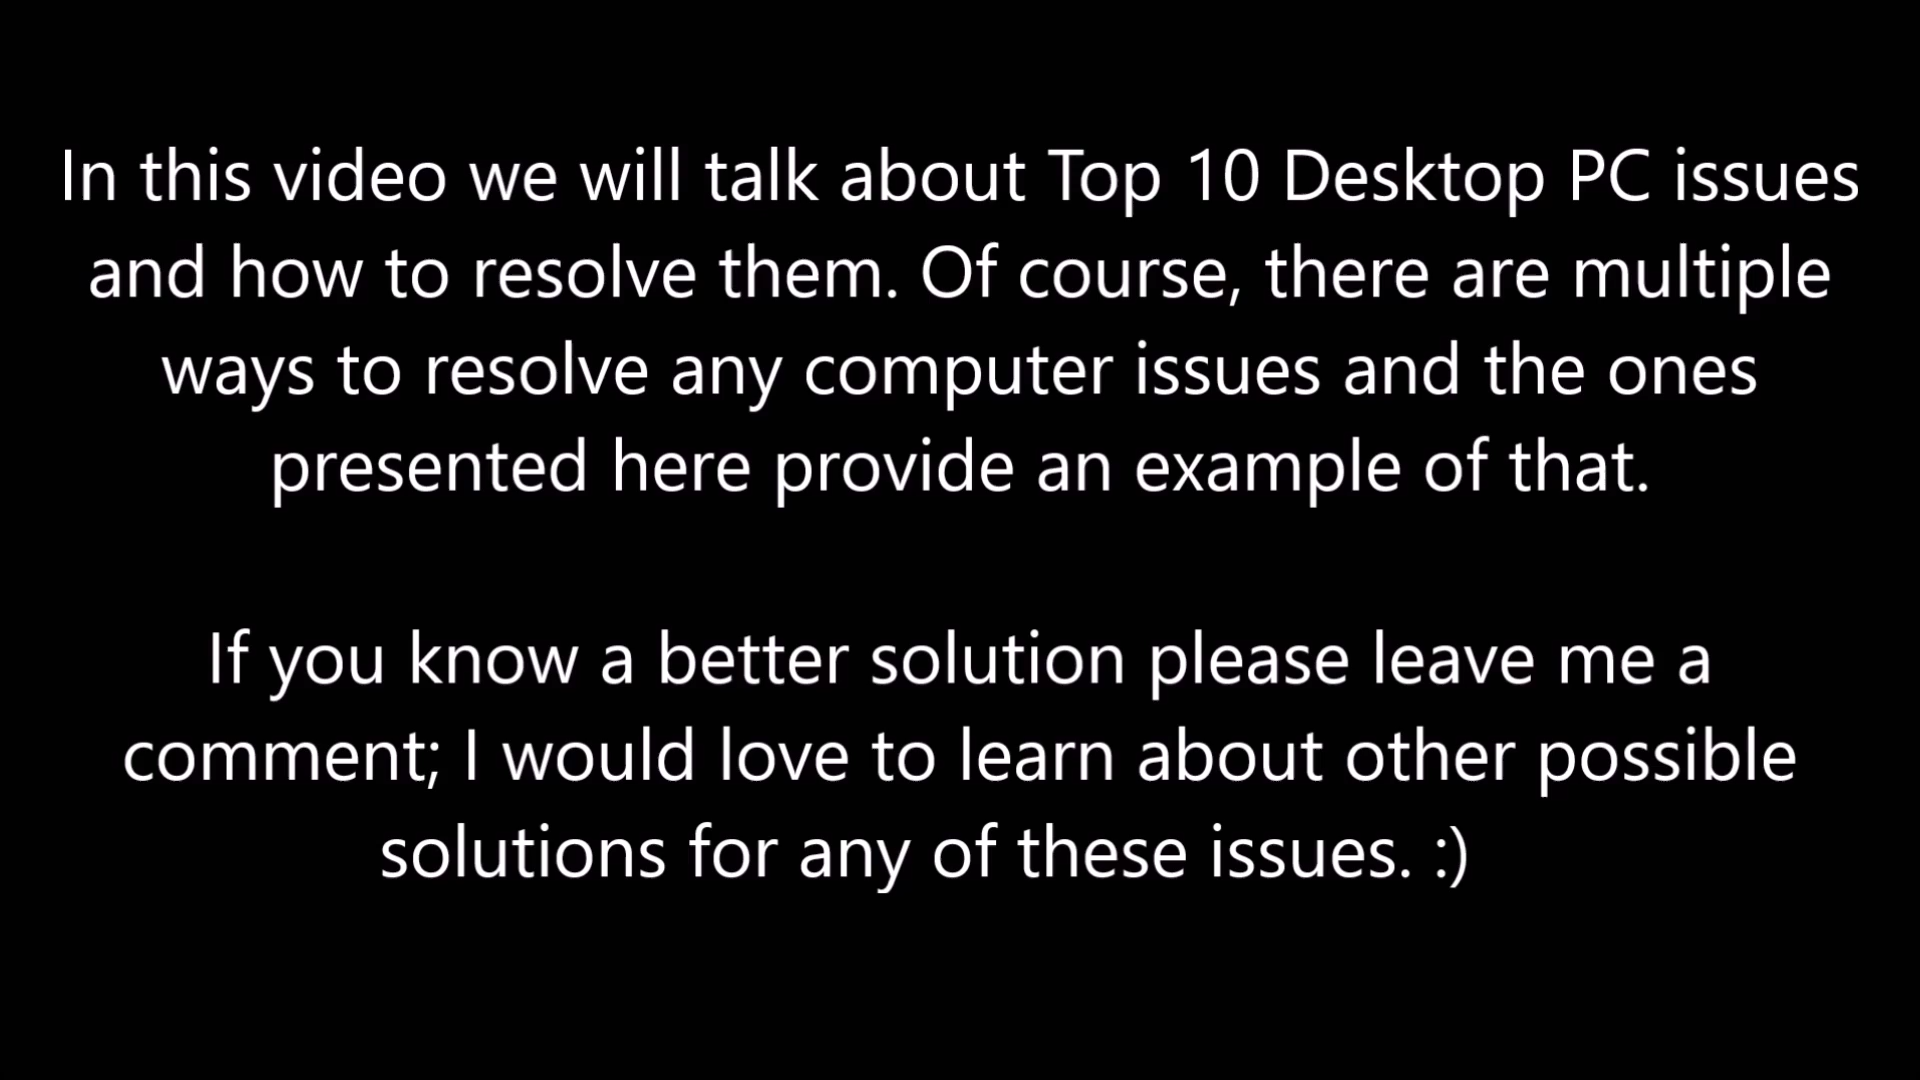 In this video we will talk about Top 10 Desktop PC issues
and how to resolve them. Of course, there are multiple
ways to resolve any computer issues and the ones
presented here provide an example of that.
If you know a better solution please leave me a
comment; I would love to learn about other possible
solutions for any of these issues. :)